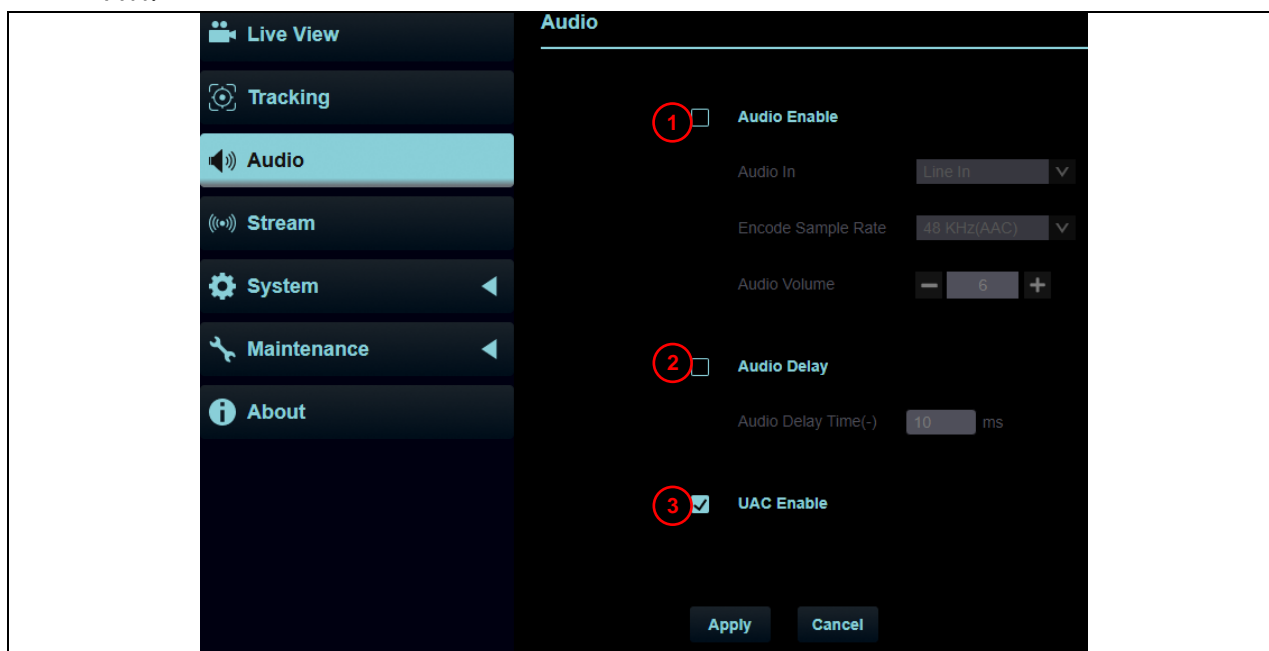 Live View
Tracking
Audio
Stream
System
Maintenance
About
Audio
1 Audio Enable
Audio In Line In
Encode Sample Rate 48 KHz(AAC)
Audio Volume 6
2 Audio Delay
Audio Delay Time(-) 10 ms
3 UAC Enable
Apply Cancel